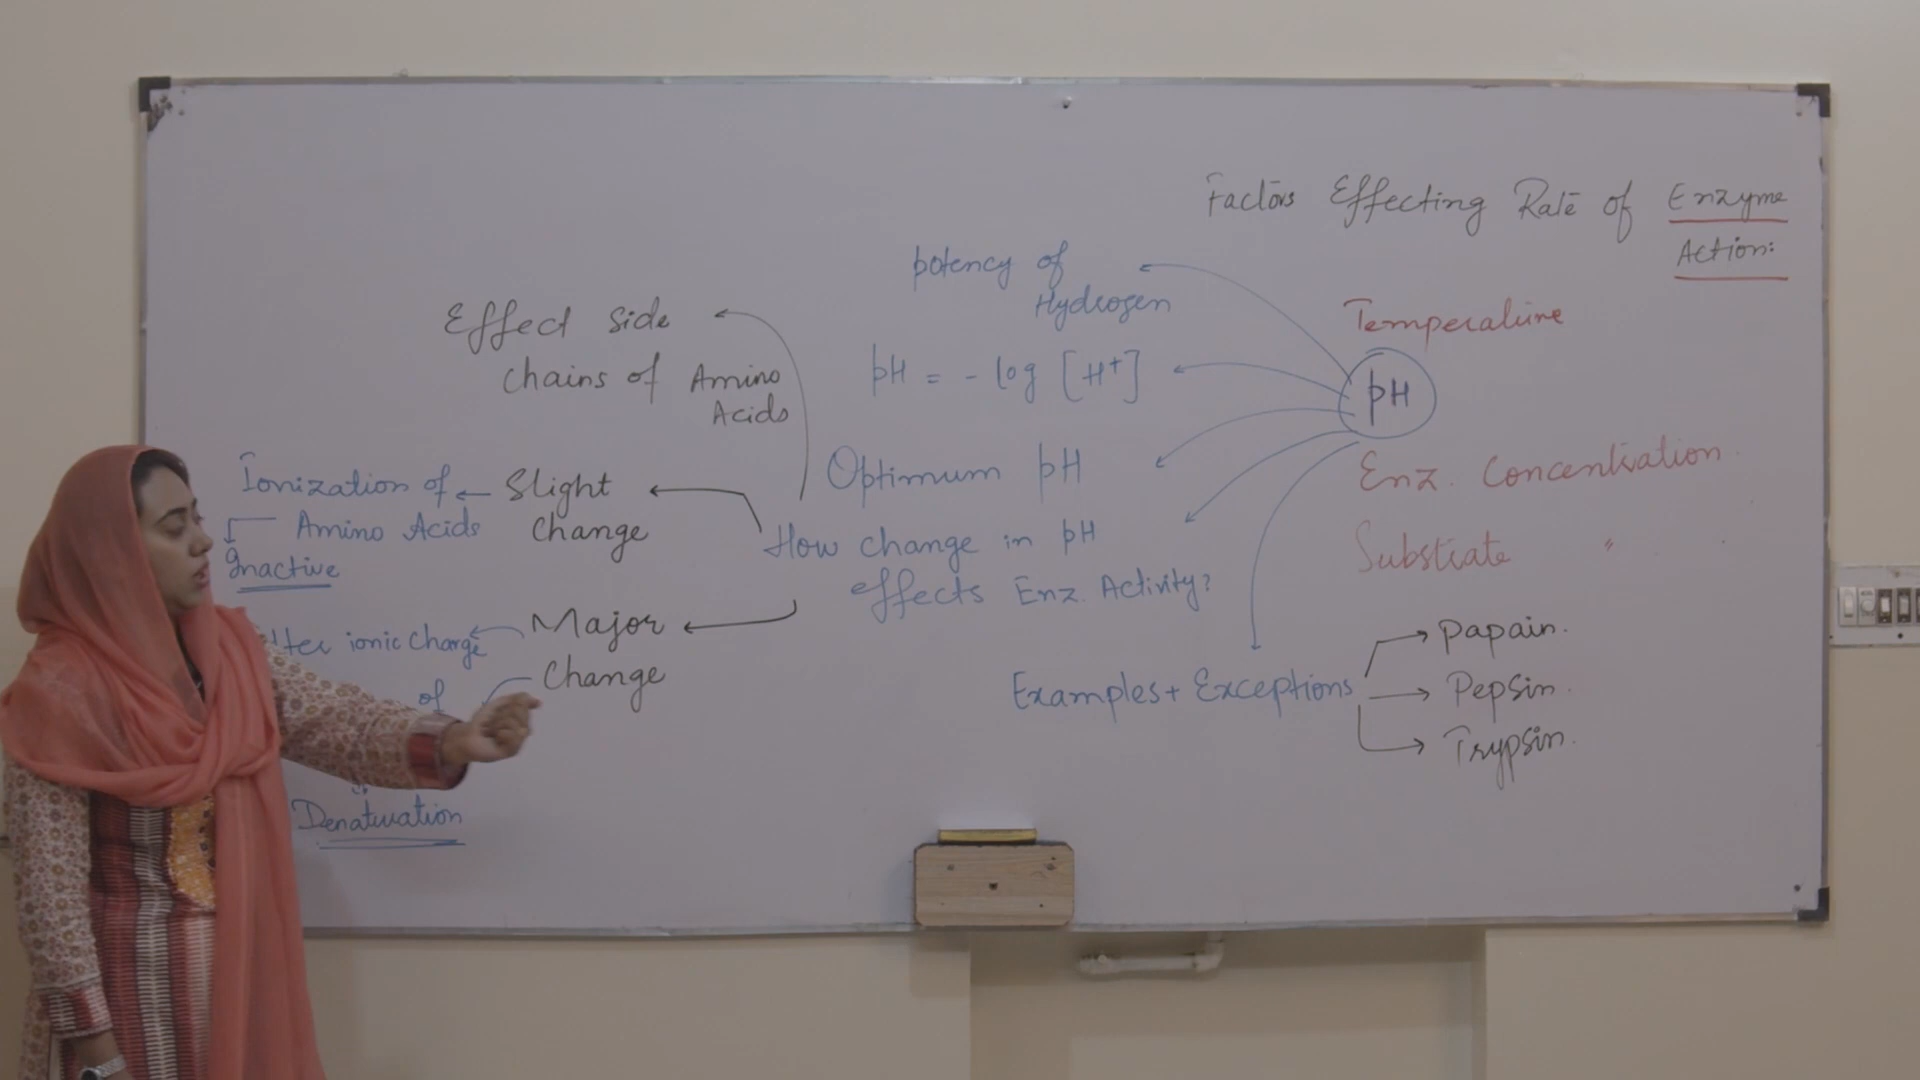 Factors Effecting Rate of Enzyme
Action:
Temperature
pH
Enz. Concentration
Substrate "
potency of
Hydrogen
pH = - log [H+]
Optimum pH
How change in pH
effects Enz. Activity?
Examples + Exceptions
Papain.
Pepsin.
Trypsin.
Effect side
chains of Amino
Acids
Slight
Change
Ionization of
Amino Acids
Inactive
Major
Change
ionic Charge
of
Denatuation